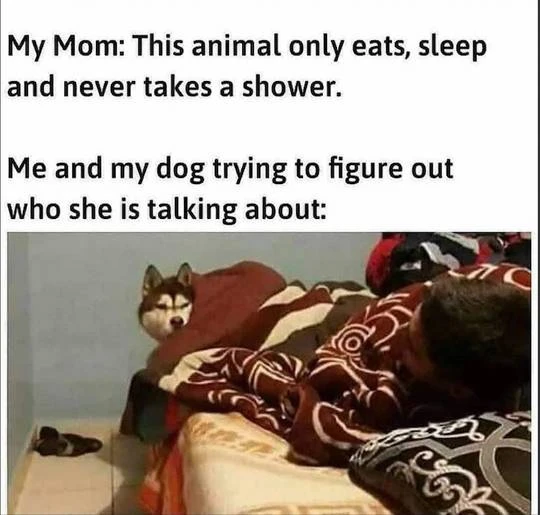 My Mom: This animal only eats, sleep
and never takes a shower.
Me and my dog trying to figure out
who she is talking about: